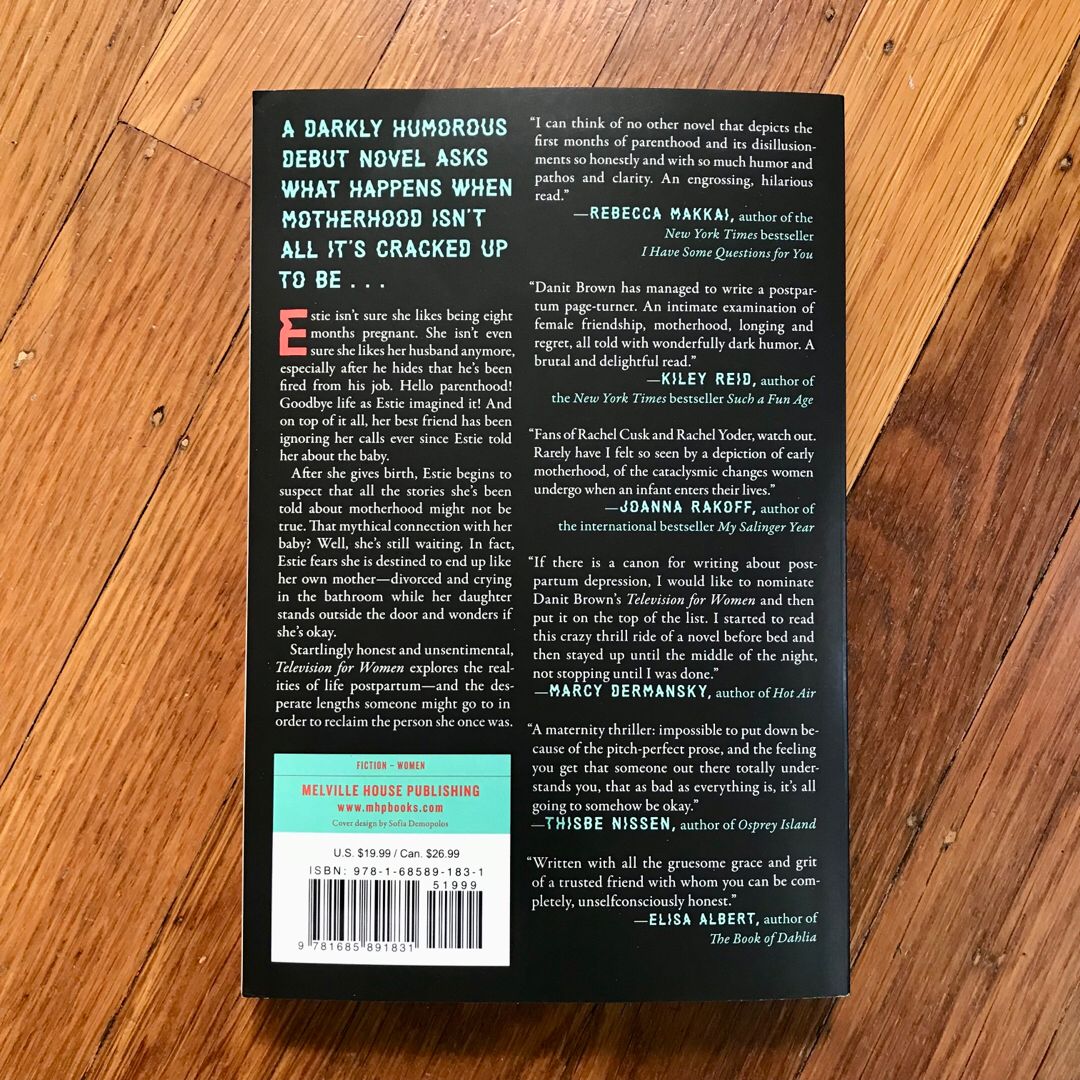 A DARKLY HUMOROUS
DEBUT NOVEL ASKS
WHAT HAPPENS WHEN
MOTHERHOOD ISN'T
ALL IT'S CRACKED UP
TO BE . . .
Estie isn't sure she likes being eight
months pregnant. She isn't even
sure she likes her husband anymore,
especially after he hides that he's been
fired from his job. Hello parenthood!
Goodbye life as Estie imagined it! And
on top of it all, her best friend has been
ignoring her calls ever since Estie told
her about the baby.
After she gives birth, Estie begins to
suspect that all the stories she's been
told about motherhood might not be
true. That mythical connection with her
baby? Well, she's still waiting. In fact,
Estie fears she is destined to end up like
her own mother—divorced and crying
in the bathroom while her daughter
stands outside the door and wonders if
she's okay.
Startlingly honest and unsentimental,
Television for Women explores the real-
ities of life postpartum—and the des-
perate lengths someone might go to in
order to reclaim the person she once was.
FICTION – WOMEN
MELVILLE HOUSE PUBLISHING
www.mhpbooks.com
Cover design by Sofia Demopolos
U.S. $19.99 / Can. $26.99
ISBN: 978-1-68589-183-1
51999
9 781685 891831
“I can think of no other novel that depicts the
first months of parenthood and its disillusion-
ments so honestly and with so much humor and
pathos and clarity. An engrossing, hilarious
read.”
—REBECCA MAKKAI, author of the
New York Times bestseller
I Have Some Questions for You
“Danit Brown has managed to write a postpar-
tum page-turner. An intimate examination of
female friendship, motherhood, longing and
regret, all told with wonderfully dark humor. A
brutal and delightful read.”
—KILEY REID, author of
the New York Times bestseller Such a Fun Age
“Fans of Rachel Cusk and Rachel Yoder, watch out.
Rarely have I felt so seen by a depiction of early
motherhood, of the cataclysmic changes women
undergo when an infant enters their lives.”
—JOANNA RAKOFF, author of
the international bestseller My Salinger Year
“If there is a canon for writing about post-
partum depression, I would like to nominate
Danit Brown's Television for Women and then
put it on the top of the list. I started to read
this crazy thrill ride of a novel before bed and
then stayed up until the middle of the night,
not stopping until I was done.”
—MARCY DERMANSKY, author of Hot Air
“A maternity thriller: impossible to put down be-
cause of the pitch-perfect prose, and the feeling
you get that someone out there totally under-
stands you, that as bad as everything is, it's all
going to somehow be okay.”
—THISBE NISSEN, author of Osprey Island
“Written with all the gruesome grace and grit
of a trusted friend with whom you can be com-
pletely, unselfconsciously honest.”
—ELISA ALBERT, author of
The Book of Dahlia